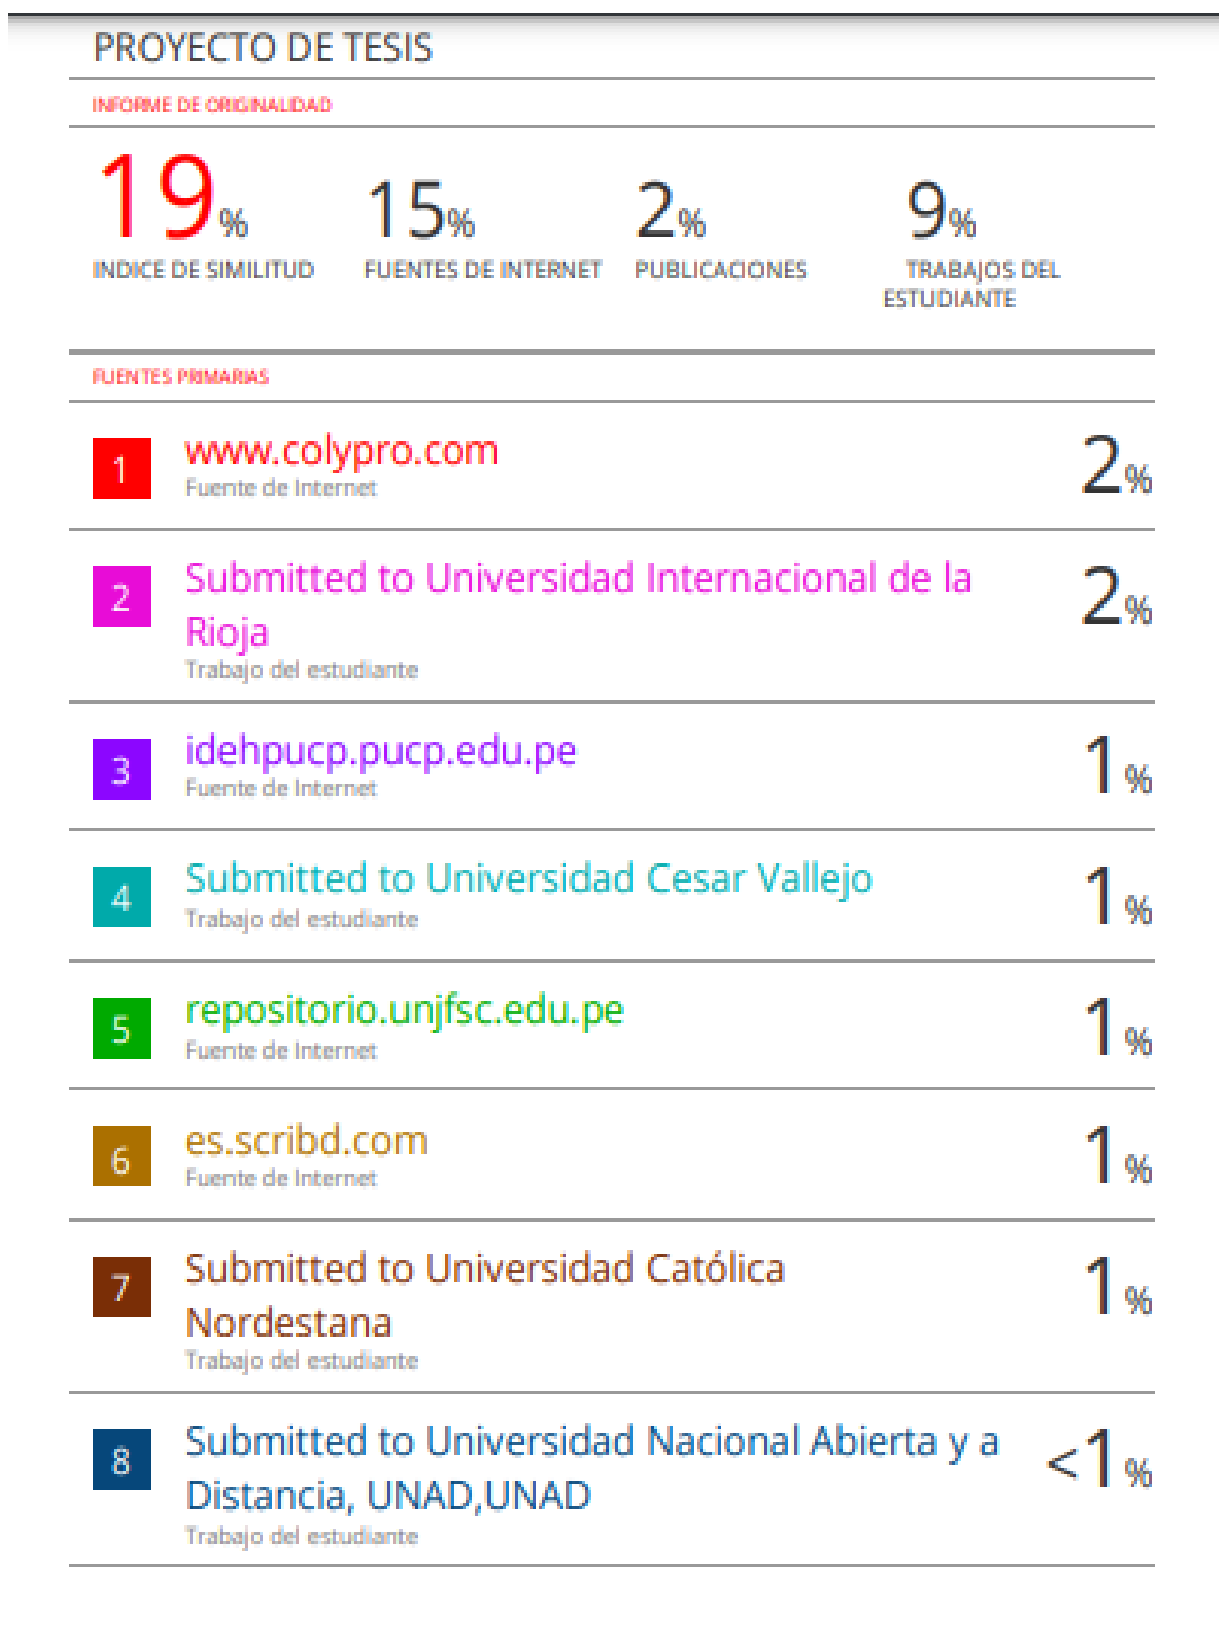 PROYECTO DE TESIS
INFORME DE ORIGINALIDAD
19% 15% 2% 9%
INDICE DE SIMILITUD FUENTES DE INTERNET PUBLICACIONES TRABAJOS DEL
ESTUDIANTE
FUENTES PRIMARIAS
1 www.colypro.com 2%
Fuente de Internet
2 Submitted to Universidad Internacional de la 2%
Rioja
Trabajo del estudiante
3 idehpucp.pucp.edu.pe 1%
Fuente de Internet
4 Submitted to Universidad Cesar Vallejo 1%
Trabajo del estudiante
5 repositorio.unjfsc.edu.pe 1%
Fuente de Internet
6 es.scribd.com 1%
Fuente de Internet
7 Submitted to Universidad Católica 1%
Nordestana
Trabajo del estudiante
8 Submitted to Universidad Nacional Abierta y a <1%
Distancia, UNAD,UNAD
Trabajo del estudiante